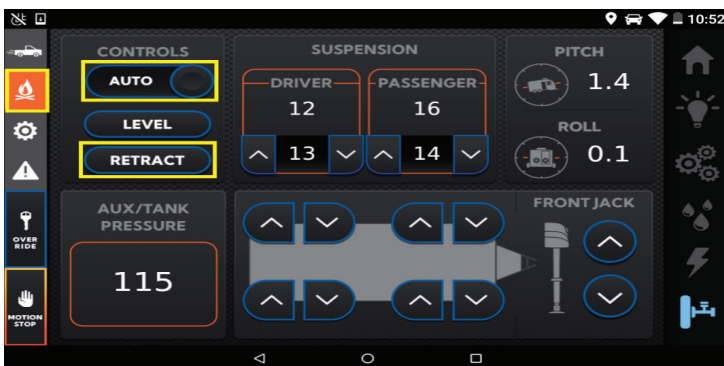 10:52
CONTROLS
AUTO
LEVEL
RETRACT
SUSPENSION
DRIVER
PASSENGER
12
16
13
14
PITCH
1.4
ROLL
0.1
OVER
RIDE
MOTION
STOP
AUX/TANK
PRESSURE
115
FRONT JACK